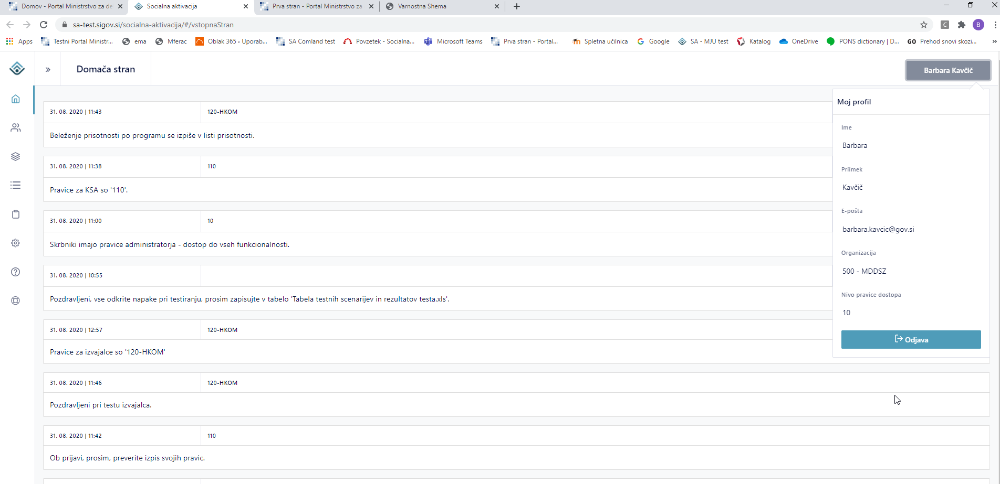 Domov - Portal Ministrstvo za de
Socialna aktivacija
Prva stran - Portal Ministrstvo za
Varnostna Shema
sa-test.sigov.si/socialna-aktivacija/#/vstopnaStran
C
B
Apps
Testni Portal Ministr...
ema
Mferac
Oblak 365 › Uporab...
SA Comland test
Povzetek - Socialna...
Microsoft Teams
Prva stran - Portal...
Spletna učilnica
Google
SA - MJU test
Katalog
OneDrive
PONS dictionary | D...
GO Prehod snovi skozi...
»
» Domača stran
Barbara Kavčič
31. 08. 2020 | 11:43 120-HKOM
Beleženje prisotnosti po programu se izpiše v listi prisotnosti.
31. 08. 2020 | 11:38 110
Pravice za KSA so '110'.
31. 08. 2020 | 11:00 10
Skrbniki imajo pravice administratorja - dostop do vseh funkcionalnosti.
31. 08. 2020 | 10:55
Pozdravljeni, vse odkrite napake pri testiranju, prosim zapisujte v tabelo 'Tabela testnih scenarijev in rezultatov testa.xls'.
31. 08. 2020 | 12:57 120-HKOM
Pravice za izvajalce so '120-HKOM'
31. 08. 2020 | 11:46 120-HKOM
Pozdravljeni pri testu izvajalca.
31. 08. 2020 | 11:42 110
Ob prijavi, prosim, preverite izpis svojih pravic.
Moj profil
Ime
Barbara
Priimek
Kavčič
E-pošta
barbara.kavcic@gov.si
Organizacija
500 - MDDSZ
Nivo pravice dostopa
10
Odjava